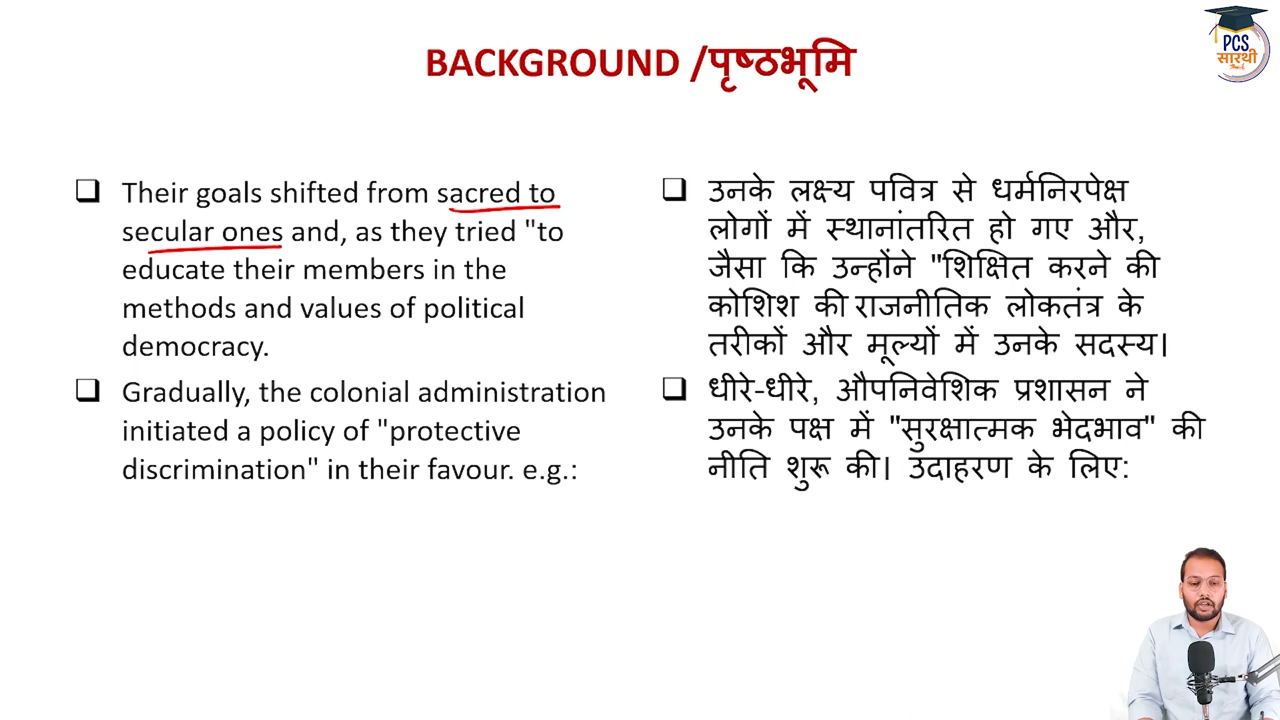 BACKGROUND /पृष्ठभूमि
PCS
सारथी
❑ Their goals shifted from sacred to
secular ones and, as they tried "to
educate their members in the
methods and values of political
democracy.
❑ Gradually, the colonial administration
initiated a policy of "protective
discrimination" in their favour. e.g.:
❑ उनके लक्ष्य पवित्र से धर्मनिरपेक्ष
लोगों में स्थानांतरित हो गए और,
जैसा कि उन्होंने "शिक्षित करने की
कोशिश की राजनीतिक लोकतंत्र के
तरीकों और मूल्यों में उनके सदस्य।
❑ धीरे-धीरे, औपनिवेशिक प्रशासन ने
उनके पक्ष में "सुरक्षात्मक भेदभाव" की
नीति शुरू की। उदाहरण के लिए: